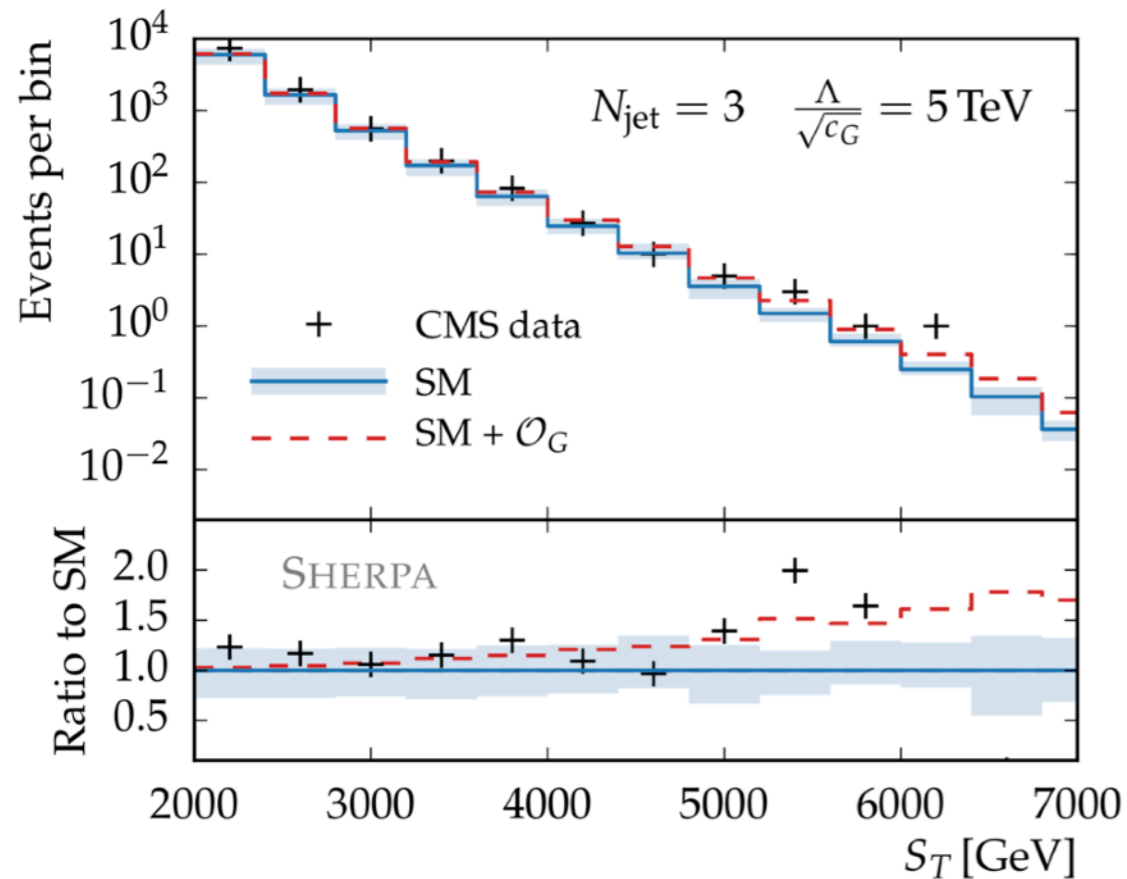 Events per bin
10^4
10^3
10^2
10^1
10^0
10^{-1}
10^{-2}
N_jet = 3 Λ/√c_G = 5 TeV
CMS data
SM
SM + 𝒪_G
Ratio to SM
2.0
1.5
1.0
0.5
SHERPA
2000 3000 4000 5000 6000 7000
S_T [GeV]